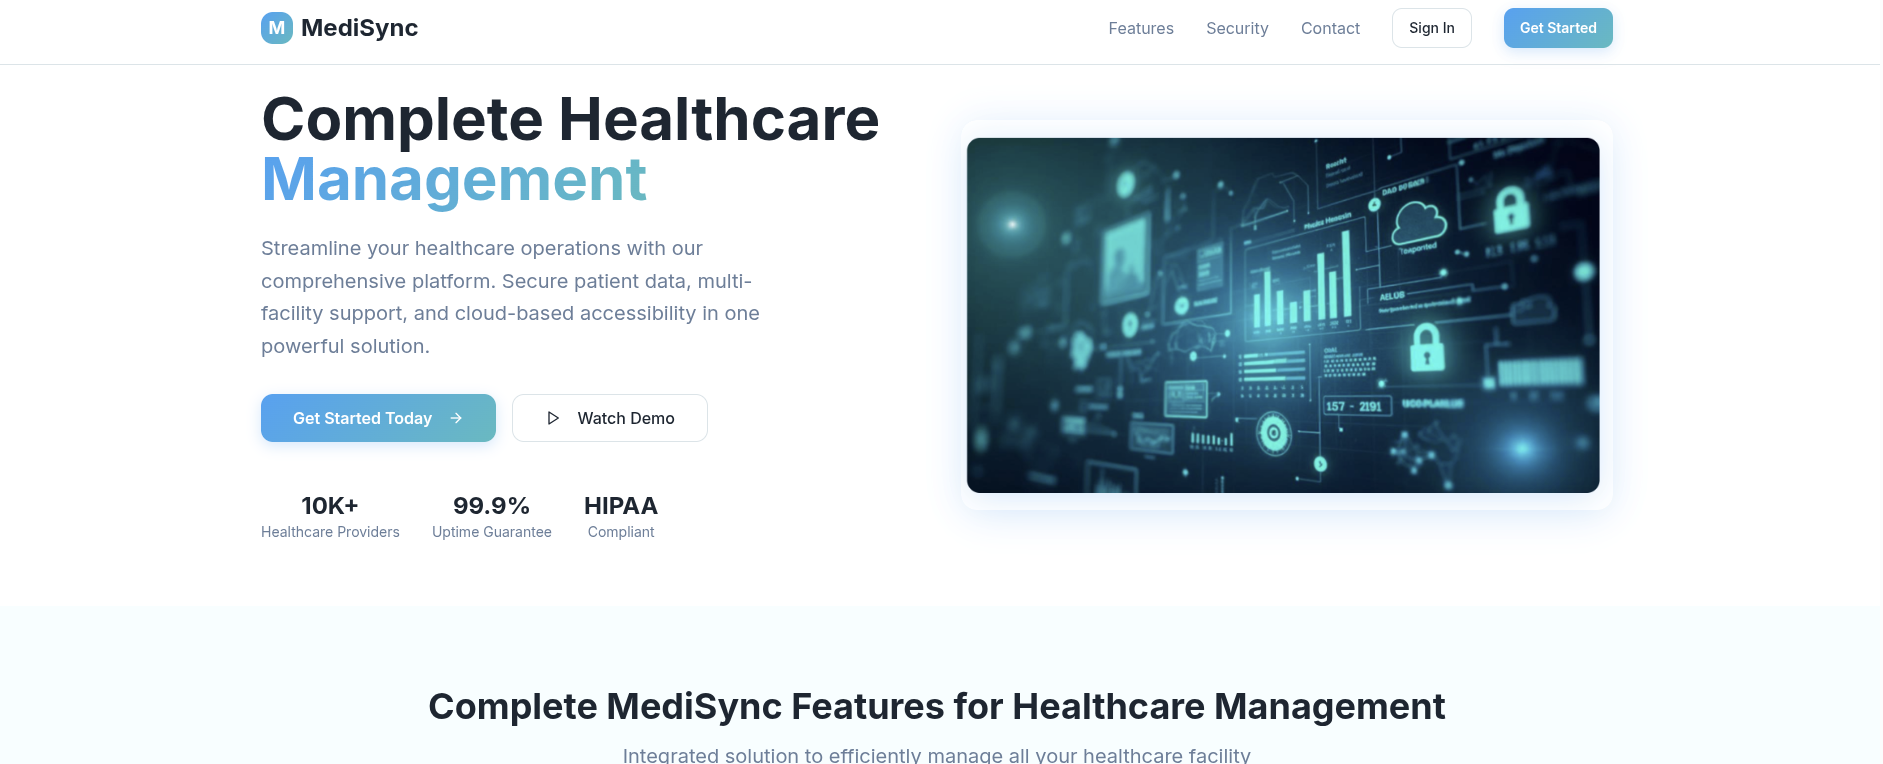 M MediSync
Features Security Contact Sign In Get Started
Complete Healthcare
Management
Streamline your healthcare operations with our
comprehensive platform. Secure patient data, multi-
facility support, and cloud-based accessibility in one
powerful solution.
Get Started Today
Watch Demo
10K+ 99.9% HIPAA
Healthcare Providers Uptime Guarantee Compliant
157 - 2191
Complete MediSync Features for Healthcare Management
Integrated solution to efficiently manage all your healthcare facility